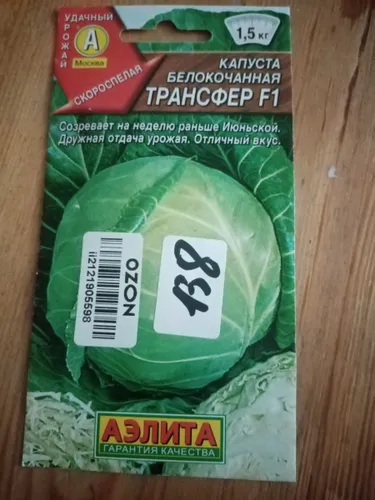 УДАЧНЫЙ
УРОЖАЙ
А
Москва
СКОРОСПЕЛАЯ
1,5 кг
КАПУСТА
БЕЛОКОЧАННАЯ
ТРАНСФЕР F1
Созревает на неделю раньше Июньской.
Дружная отдача урожая. Отличный вкус.
ii2121905598
OZON
138
АЭЛИТА
ГАРАНТИЯ КАЧЕСТВА